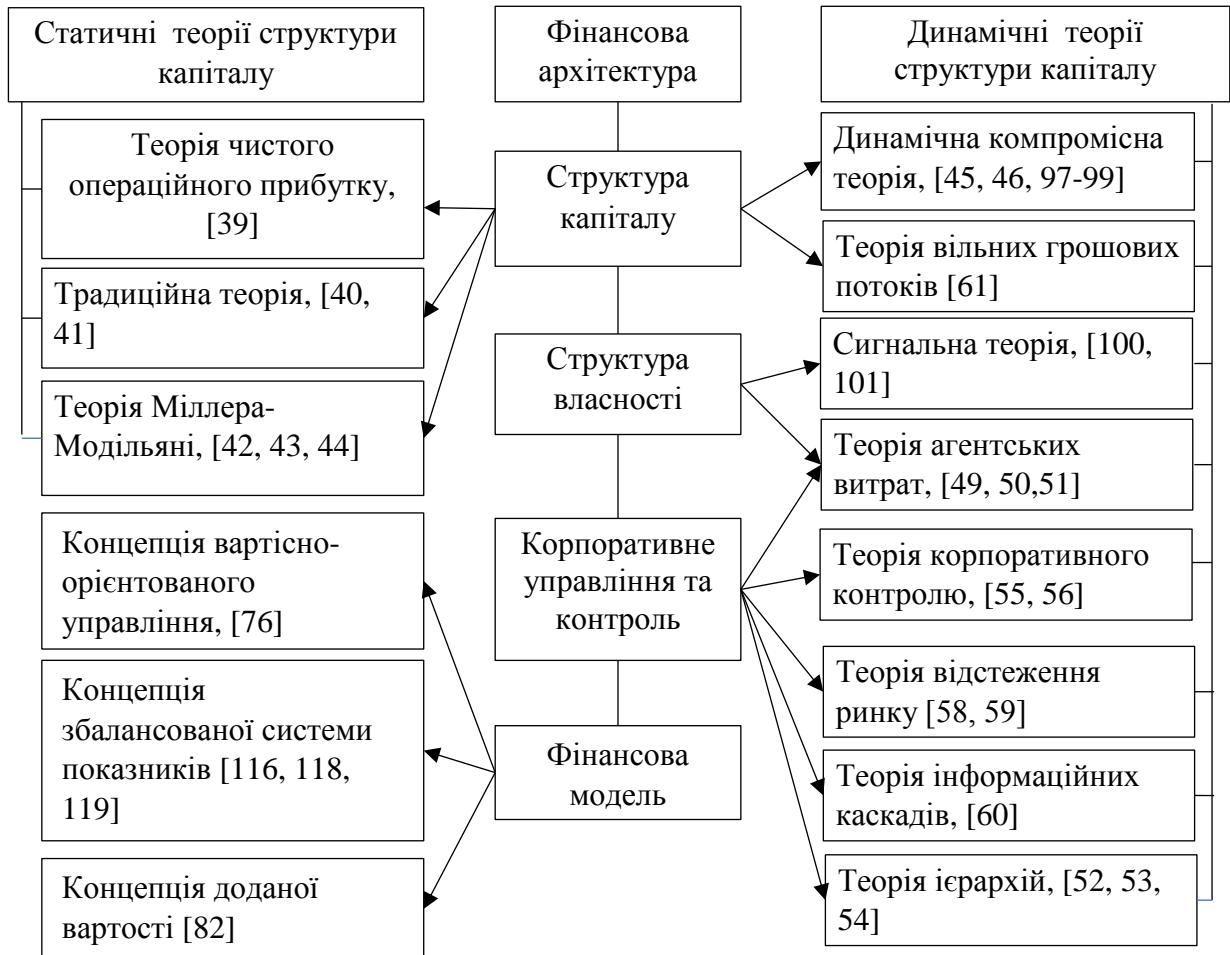 Статичні теорії структури
капіталу
Фінансова
архітектура
Динамічні теорії
структури капіталу
Теорія чистого
операційного прибутку,
[39]
Традиційна теорія, [40,
41]
Теорія Міллера-
Модільяні, [42, 43, 44]
Концепція вартісно-
орієнтованого
управління, [76]
Концепція
збалансованої системи
показників [116, 118,
119]
Концепція доданої
вартості [82]
Структура
капіталу
Структура
власності
Корпоративне
управління та
контроль
Фінансова
модель
Динамічна компромісна
теорія, [45, 46, 97-99]
Теорія вільних грошових
потоків [61]
Сигнальна теорія, [100,
101]
Теорія агентських
витрат, [49, 50,51]
Теорія корпоративного
контролю, [55, 56]
Теорія відстеження
ринку [58, 59]
Теорія інформаційних
каскадів, [60]
Теорія ієрархій, [52, 53,
54]